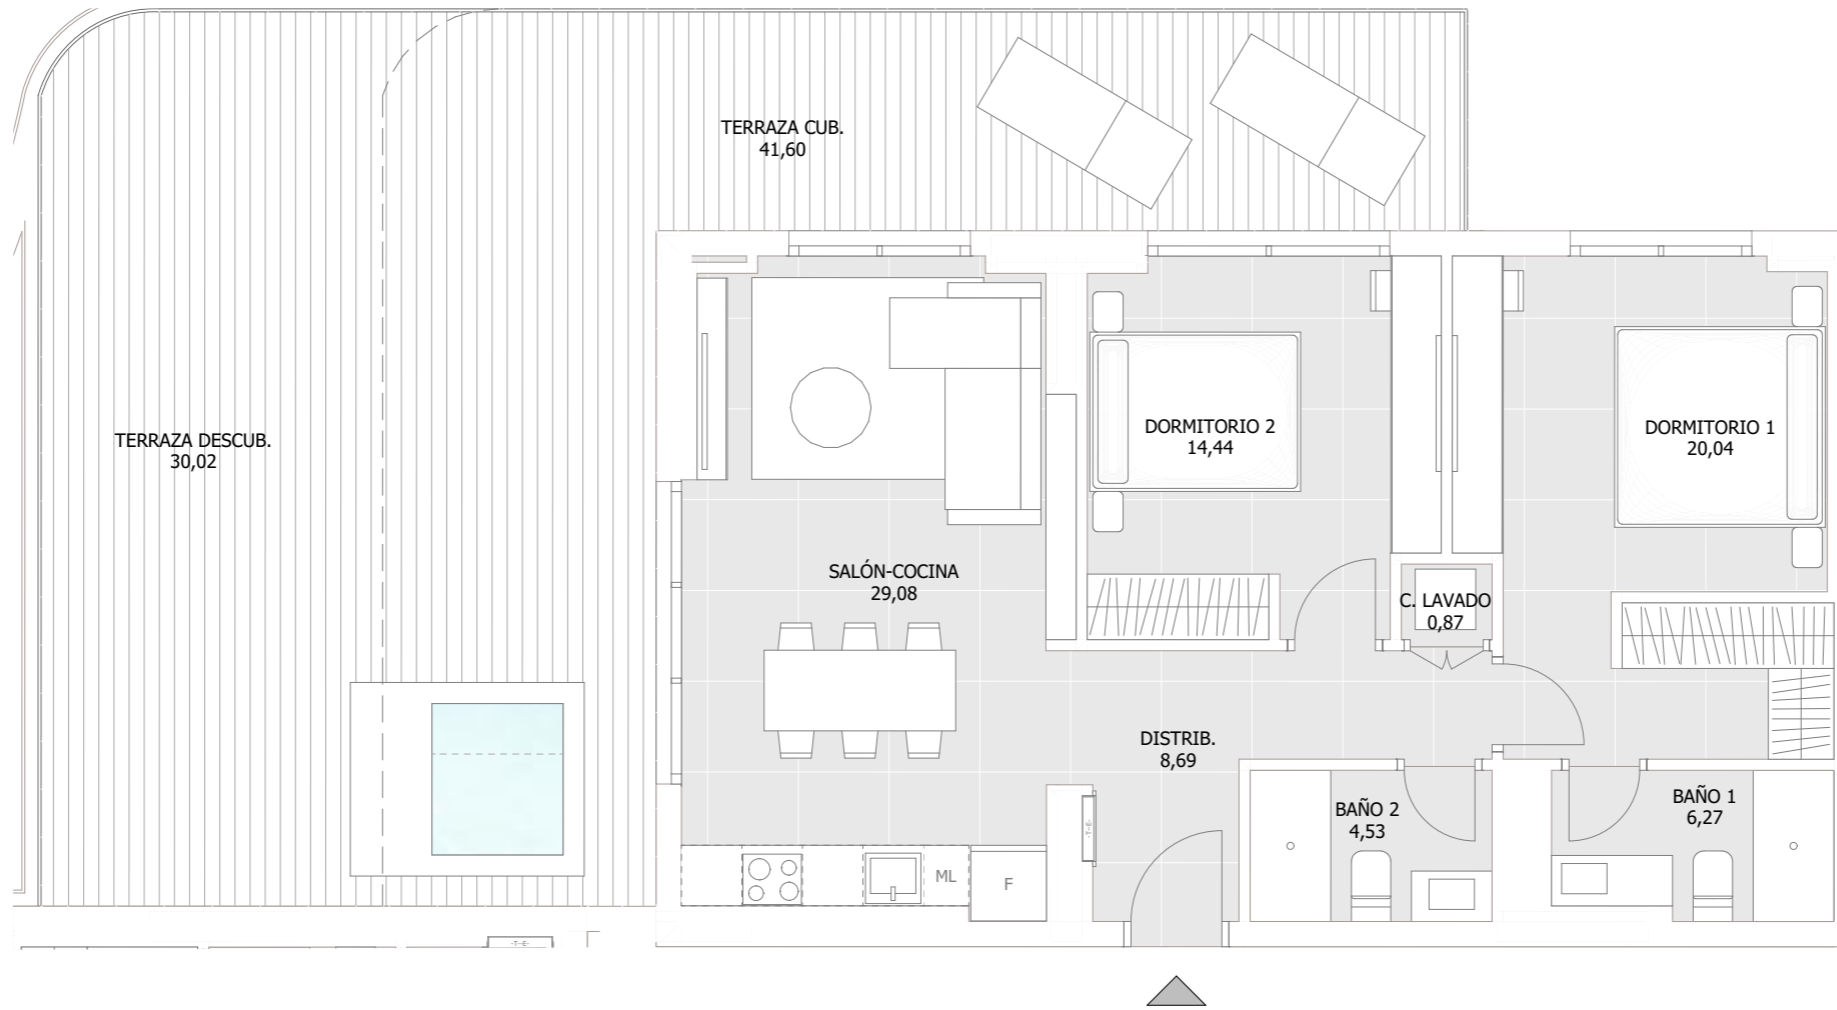 TERRAZA CUB.
41,60
TERRAZA DESCUB.
30,02
DORMITORIO 2
14,44
DORMITORIO 1
20,04
SALÓN-COCINA
29,08
C. LAVADO
0,87
DISTRIB.
8,69
BAÑO 2
4,53
BAÑO 1
6,27
ML
F
-T-E-
-T-E-